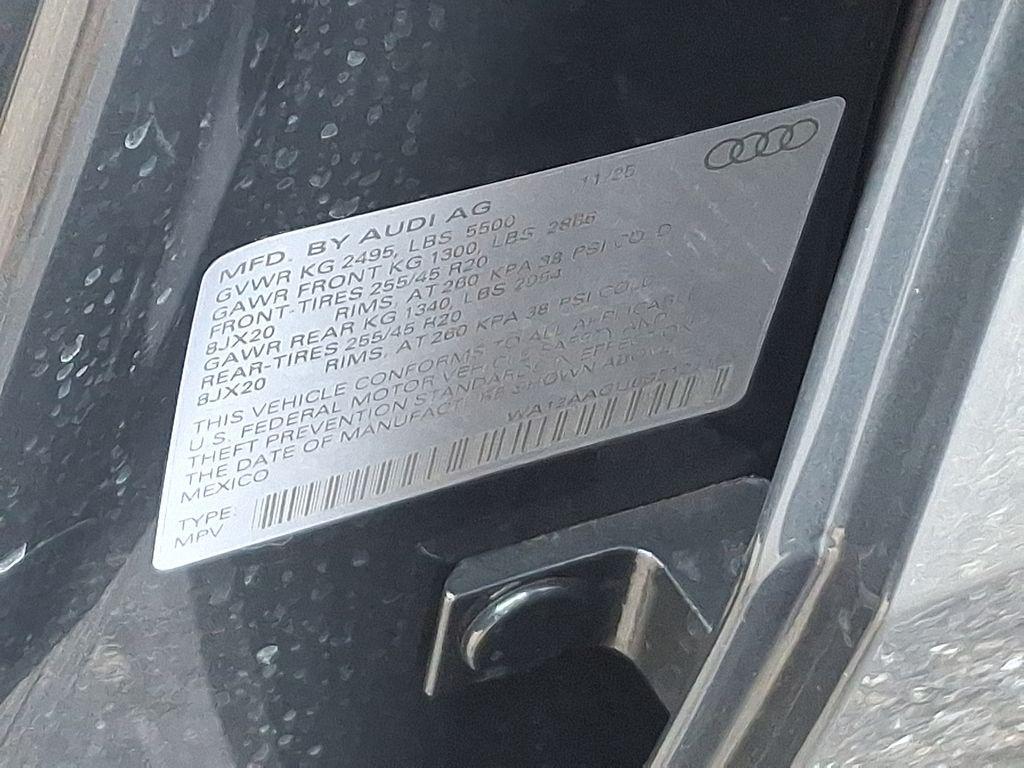 MFD. BY AUDI AG 11/25
GVWR KG 2495, LBS 5500
GAWR FRONT KG 1300, LBS 2866
FRONT-TIRES 255/45 R20
8JX20 RIMS, AT 260 KPA 38 PSI COLD
GAWR REAR KG 1340, LBS
REAR-TIRES 255/45 R20
8JX20 RIMS, AT 260 KPA 38 PSI COLD
THIS VEHICLE CONFORMS TO ALL APPLICABLE
U.S. FEDERAL MOTOR VEHICLE SAFETY AND
THEFT PREVENTION STANDARDS IN EFFECT ON
THE DATE OF MANUFACTURE SHOWN ABOVE.
MEXICO
TYPE:
MPV